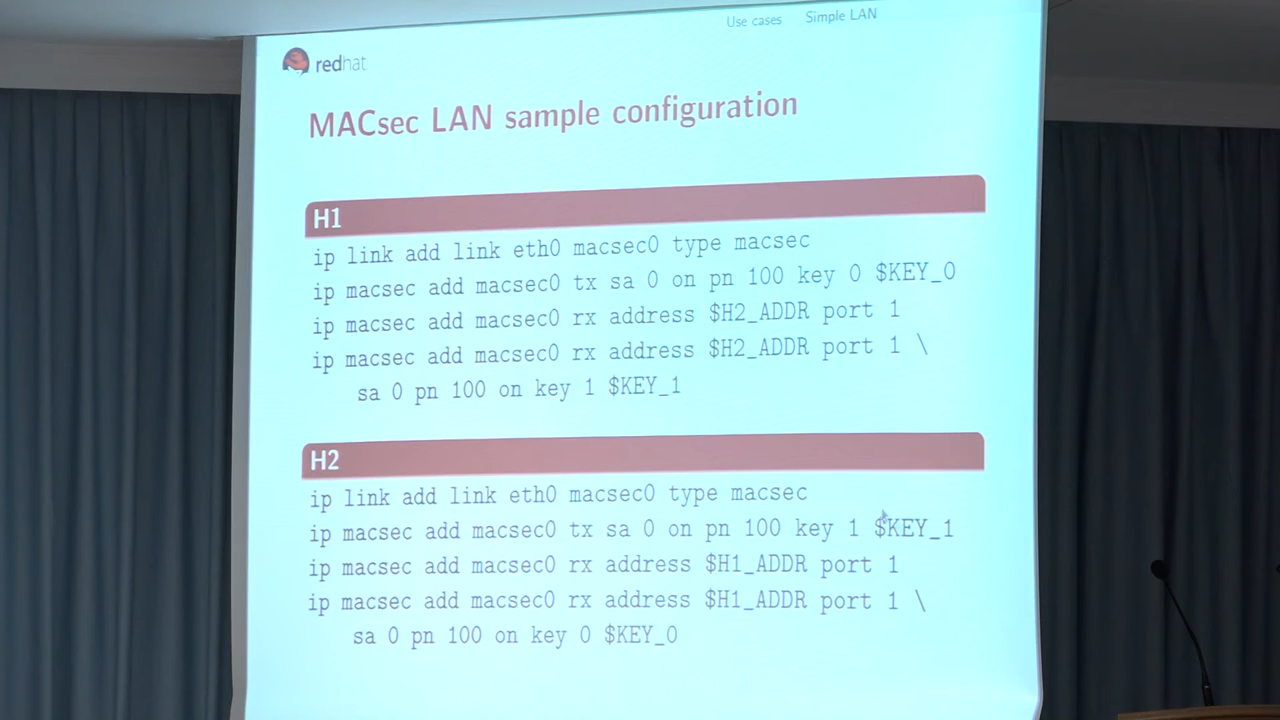 Use cases Simple LAN
redhat
MACsec LAN sample configuration
H1
ip link add link eth0 macsec0 type macsec
ip macsec add macsec0 tx sa 0 on pn 100 key 0 $KEY_0
ip macsec add macsec0 rx address $H2_ADDR port 1
ip macsec add macsec0 rx address $H2_ADDR port 1 \
sa 0 pn 100 on key 1 $KEY_1
H2
ip link add link eth0 macsec0 type macsec
ip macsec add macsec0 tx sa 0 on pn 100 key 1 $KEY_1
ip macsec add macsec0 rx address $H1_ADDR port 1
ip macsec add macsec0 rx address $H1_ADDR port 1 \
sa 0 pn 100 on key 0 $KEY_0